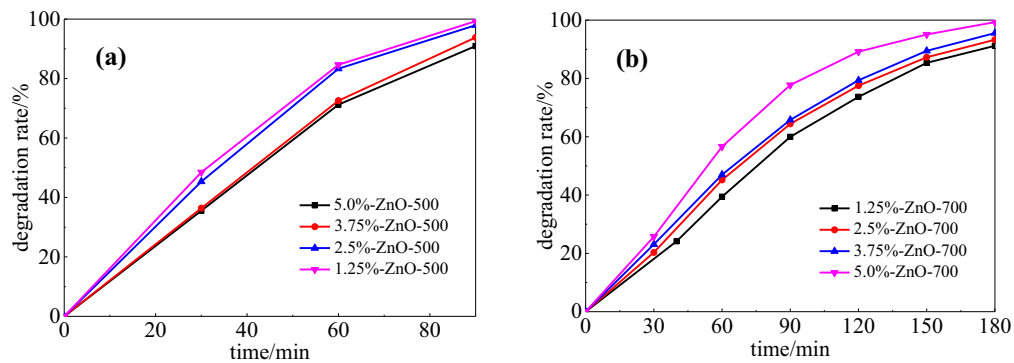 (a)
degradation rate/%
100
80
60
40
20
0
0 20 40 60 80
time/min
5.0%-ZnO-500
3.75%-ZnO-500
2.5%-ZnO-500
1.25%-ZnO-500
(b)
degradation rate/%
100
80
60
40
20
0
0 30 60 90 120 150 180
time/min
1.25%-ZnO-700
2.5%-ZnO-700
3.75%-ZnO-700
5.0%-ZnO-700